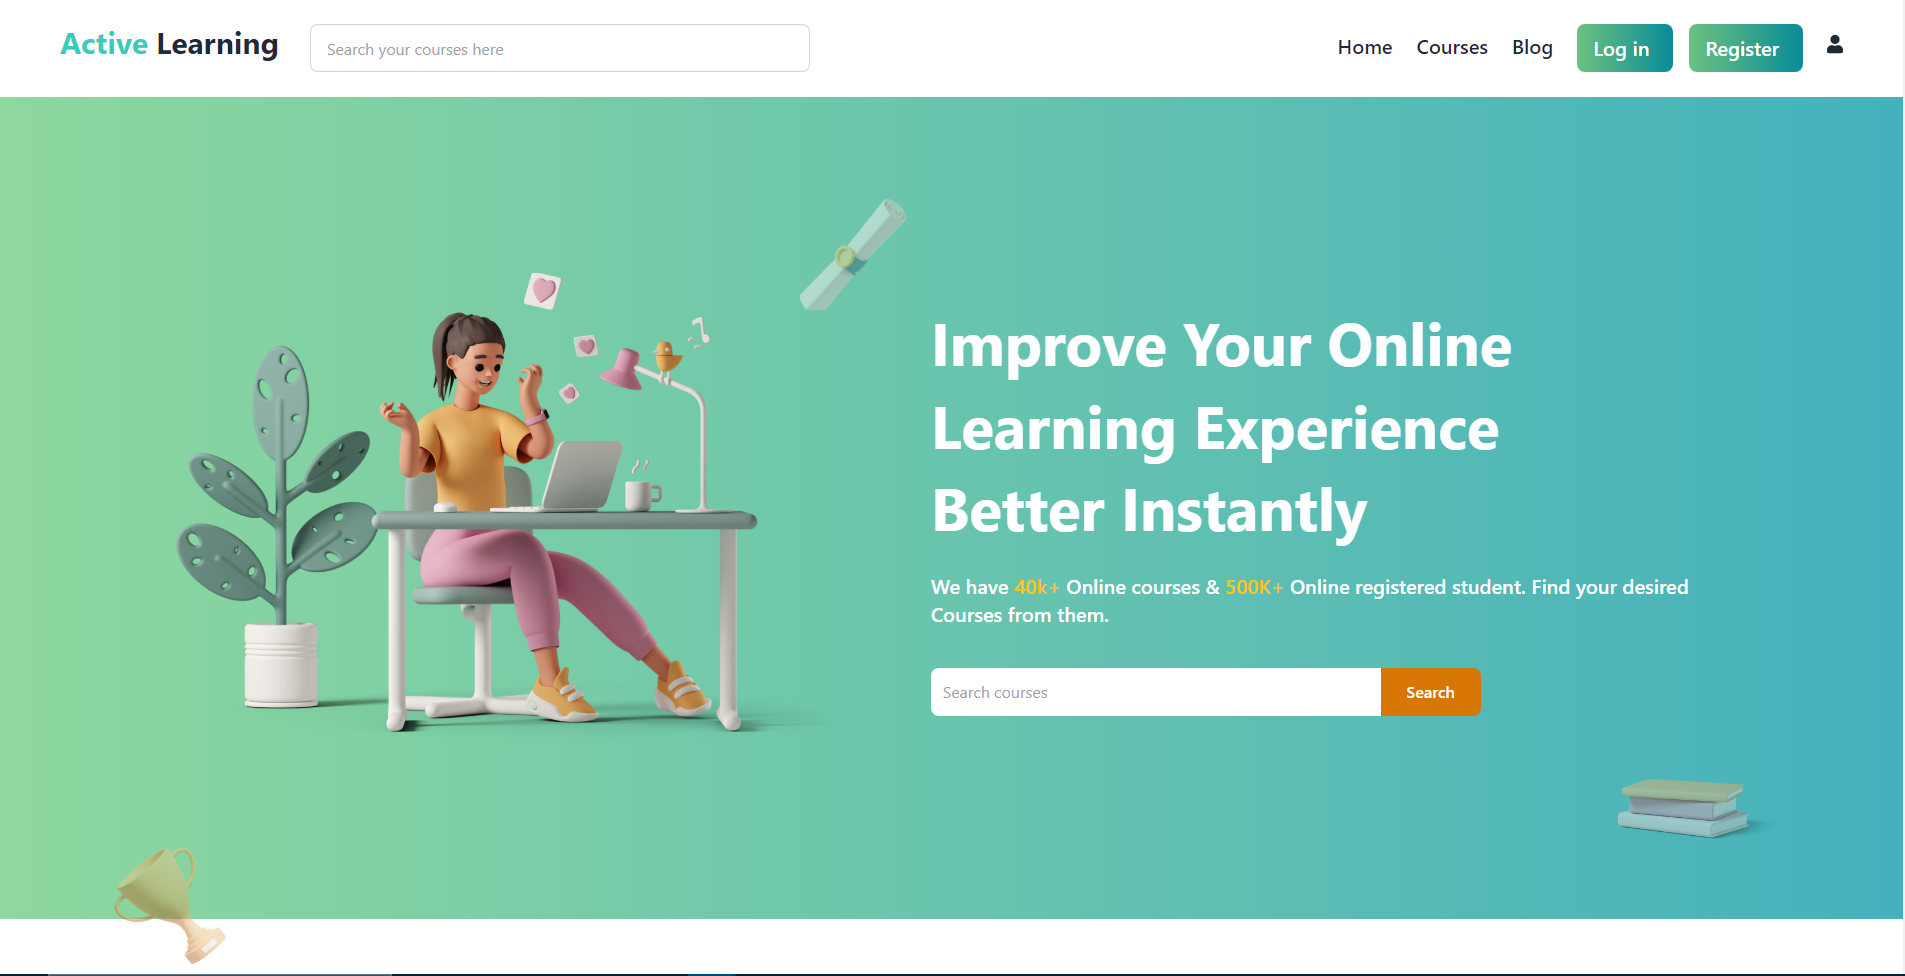 Active Learning
Search your courses here
Home
Courses
Blog
Log in
Register
Improve Your Online
Learning Experience
Better Instantly
We have 40k+ Online courses & 500K+ Online registered student. Find your desired
Courses from them.
Search courses
Search